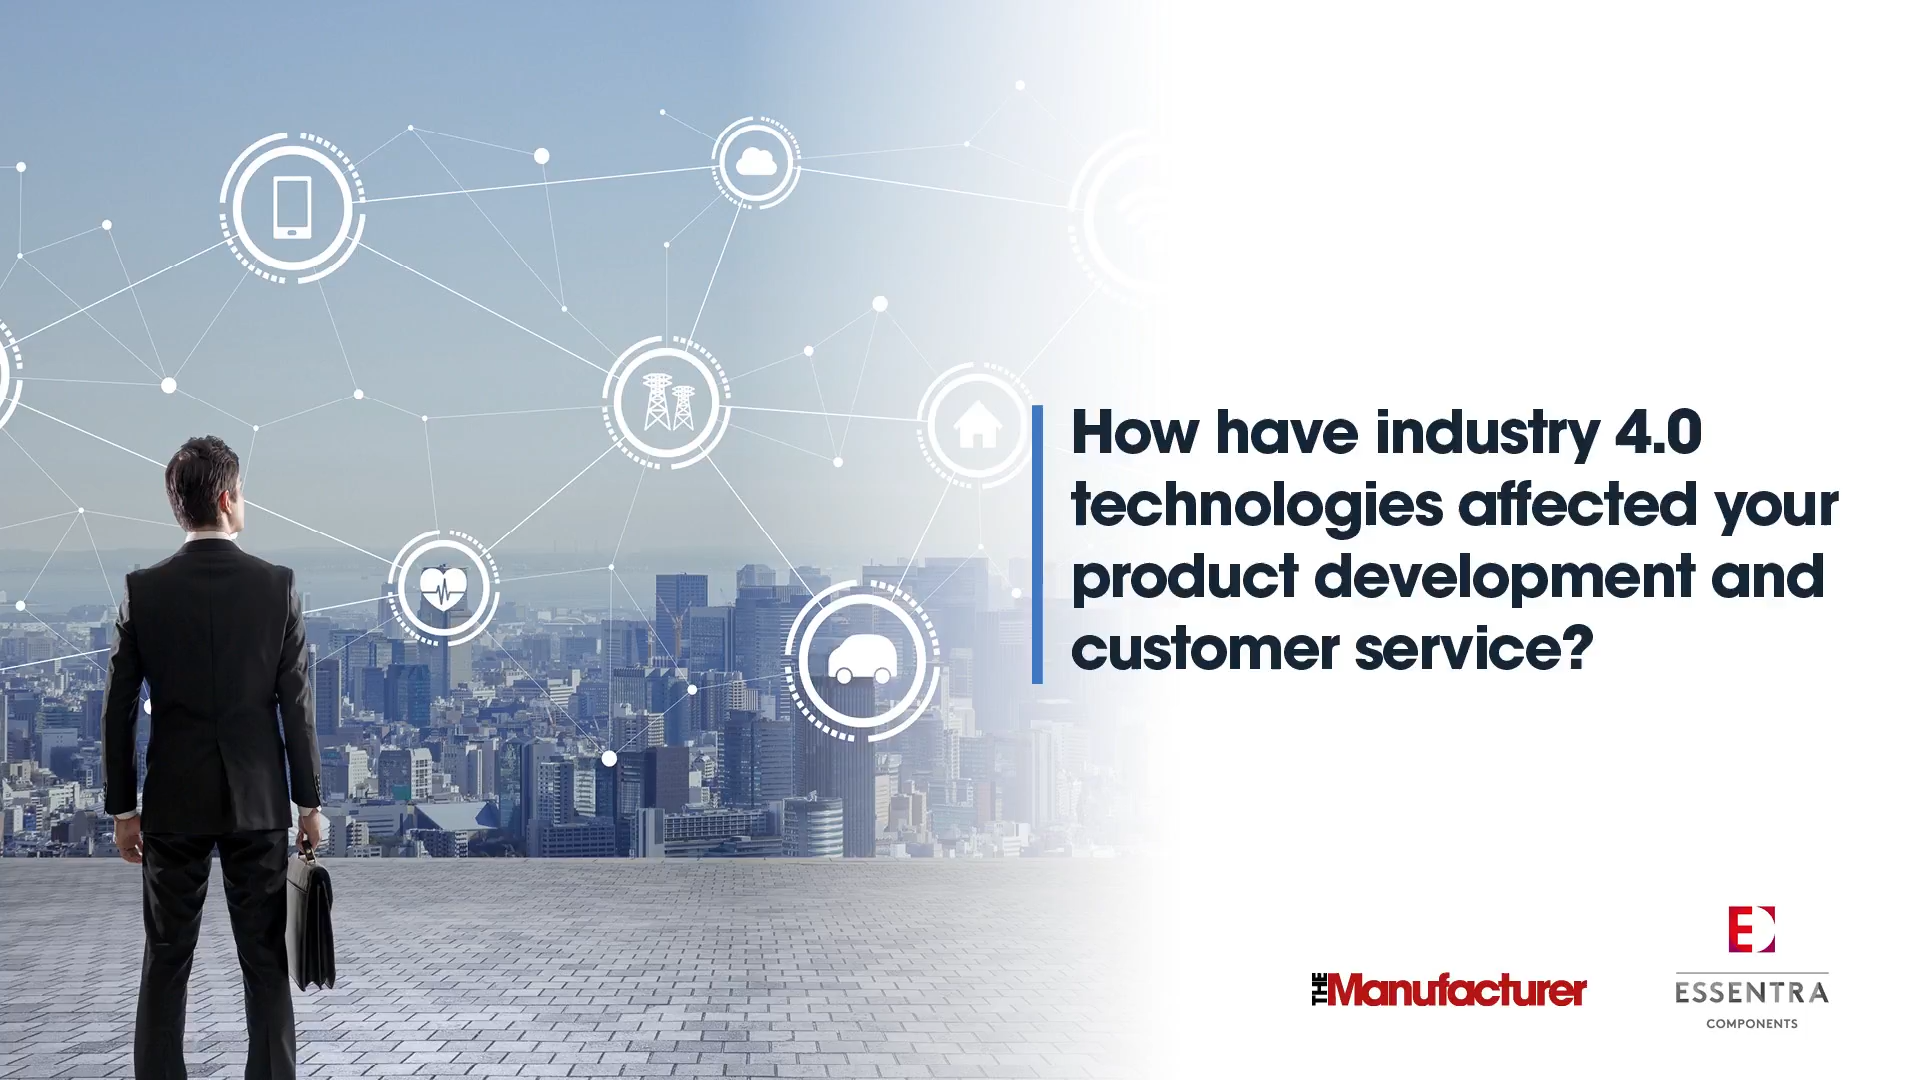 How have industry 4.0
technologies affected your
product development and
customer service?
THE Manufacturer
E
ESSENTRA
COMPONENTS